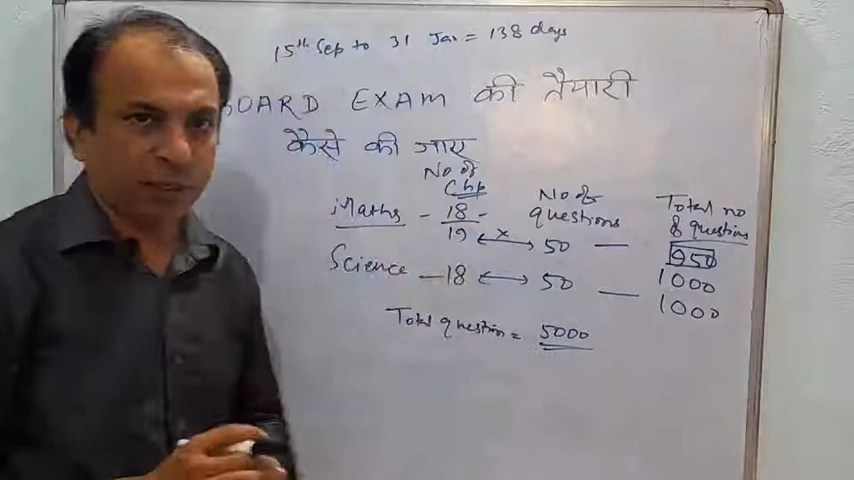 15th Sep to 31 Jan = 138 days
BOARD EXAM की तैयारी
कैसे की जाए
No of Chp
No of questions
Total no of questions
Maths - 18 -
19 × 50 — 950
1000
Science — 18 50 — 1000
Total question = 5000